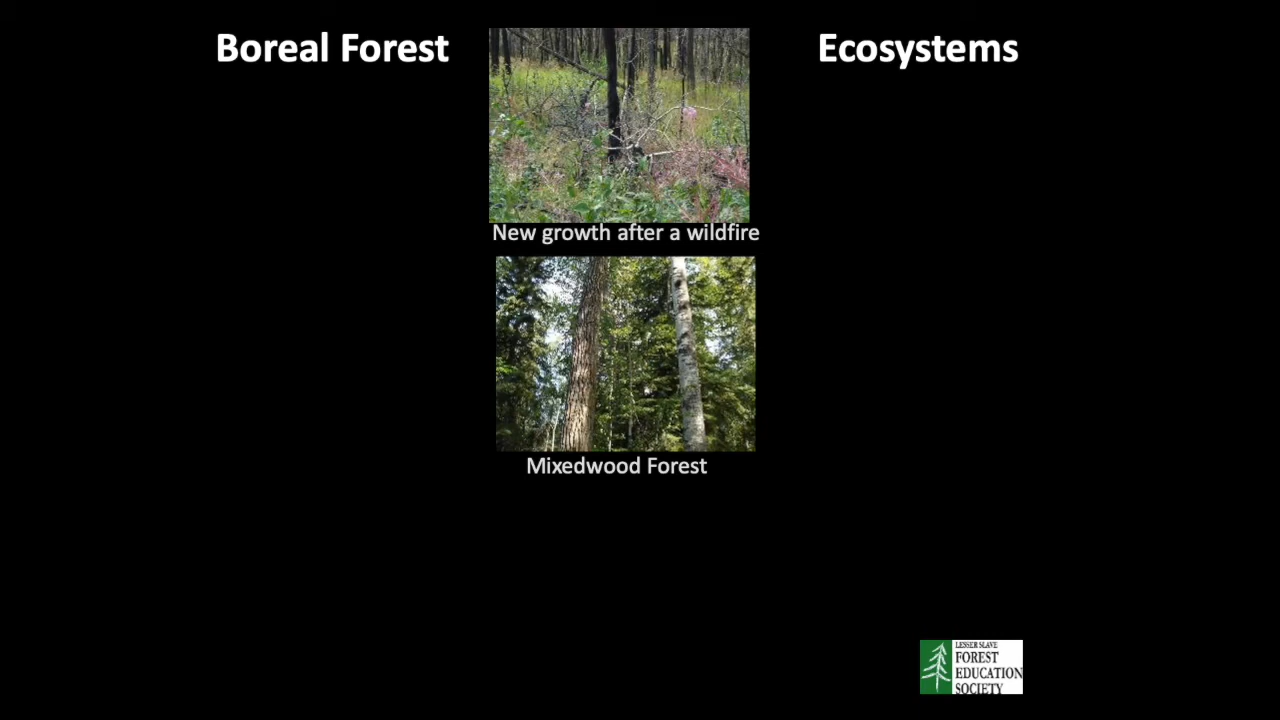 Boreal Forest
Ecosystems
New growth after a wildfire
Mixedwood Forest
LESSER SLAVE
FOREST
EDUCATION
SOCIETY